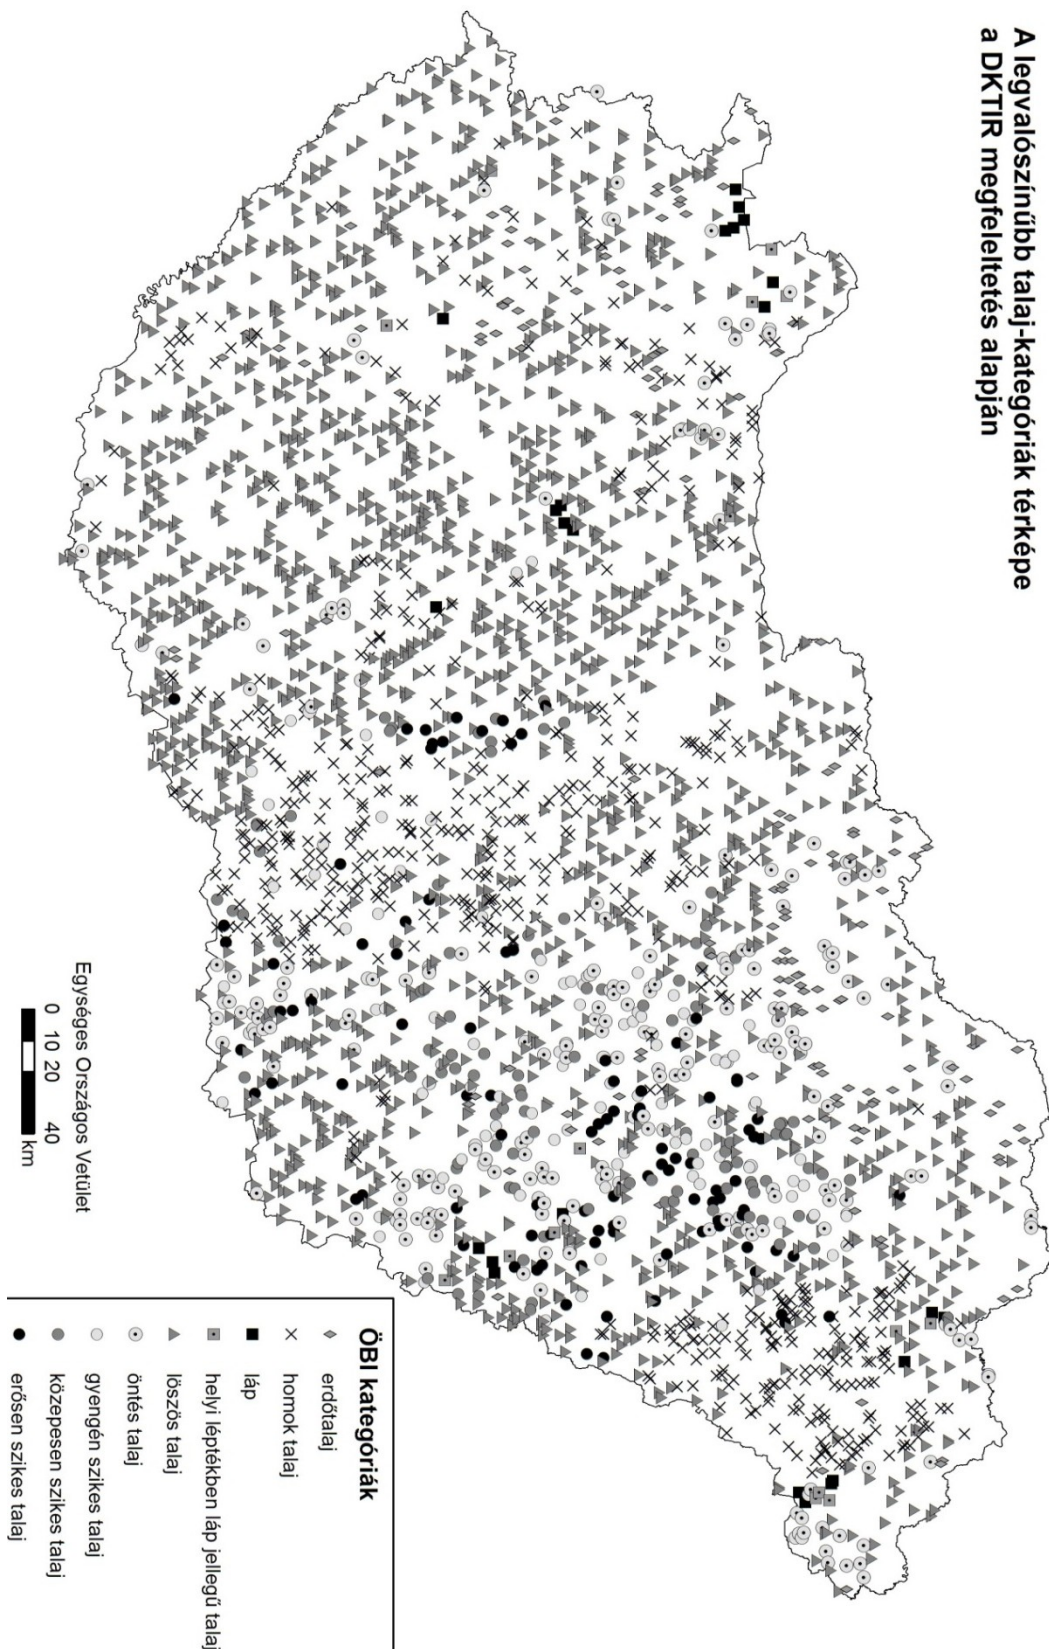 A legvalószínűbb talaj-kategóriák térképe
a DKTIR megfeleltetés alapján
Egységes Országos Vetület
0 10 20 40
km
ÖBI kategóriák
erdőtalaj
homok talaj
láp
helyi léptékben láp jellegű talaj
löszös talaj
öntés talaj
gyengén szikes talaj
közepesen szikes talaj
erősen szikes talaj